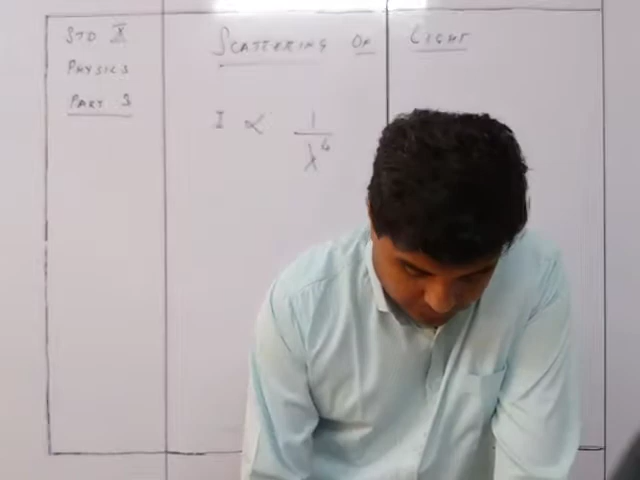 STD X
PHYSICS
PART 3
SCATTERING OF LIGHT
I ∝ 1/λ⁴